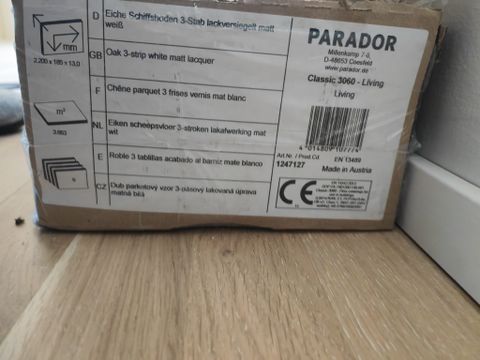 D
Eiche Schiffsboden 3-Stab lackversiegelt matt
weiß
mm
2.200 x 185 x 13,0
GB
Oak 3-strip white matt lacquer
F
Chêne parquet 3 frises vernis mat blanc
m²
3.663
NL
Eiken scheepsvloer 3-stroken lakafwerking mat
wit
E
Roble 3 tablillas acabado al barniz mate blanco
CZ
Dub parketový vzor 3-pásový lakovaná úprava
matná bílá
PARADOR
Millenkamp 7-8,
D-48653 Coesfeld
www.parador.de
Classic 3060 - Living
Living
4 014809 107774
Art.Nr. / Prod.Cd
1247127
EN 13489
Made in Austria
CE